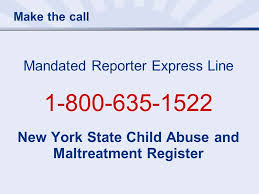 Make the call
Mandated Reporter Express Line
1-800-635-1522
New York State Child Abuse and
Maltreatment Register